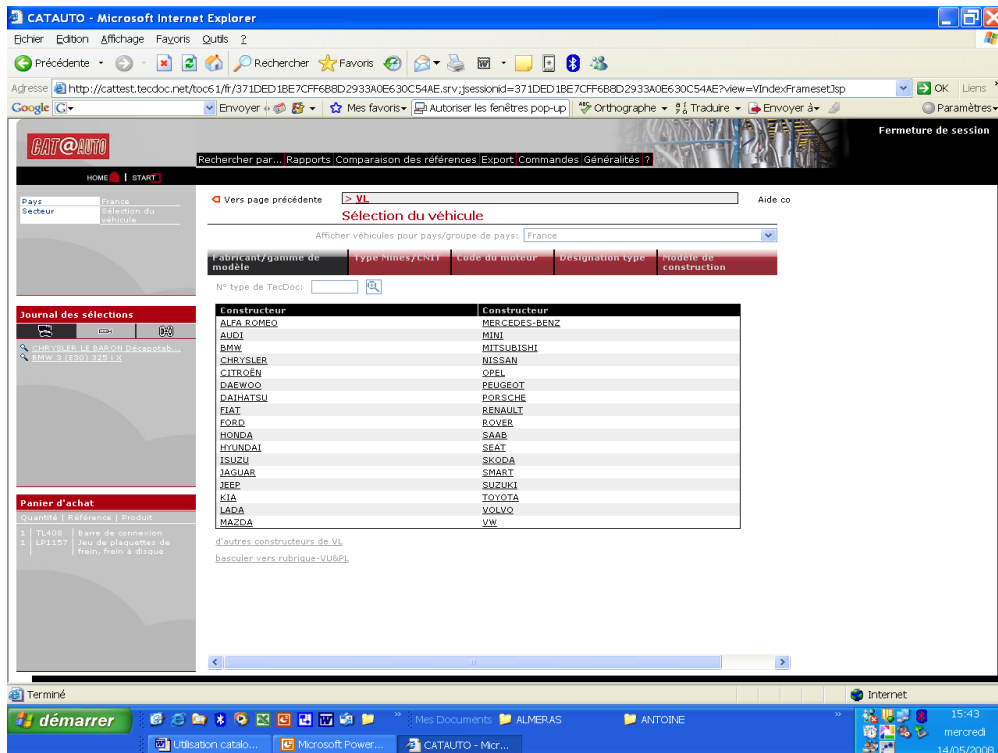 CATAUTO - Microsoft Internet Explorer
Fichier Edition Affichage Favoris Outils ?
Précédente Rechercher Favoris
Adresse http://cattest.tecdoc.net/toc61/fr/371DED1BE7CFF6B8D2933A0E630C54AE.srv;jsessionid=371DED1BE7CFF6B8D2933A0E630C54AE?view=VIndexFramesetJsp OK Liens »
Google G Envoyer Mes favoris Autoriser les fenêtres pop-up Orthographe Traduire Envoyer à Paramètres
CAT@AUTO
Fermeture de session
Rechercher par... Rapports Comparaison des références Export Commandes Généralités ?
HOME | START
Pays France
Secteur Sélection du
véhicule
Vers page précédente > VL Aide co
Sélection du véhicule
Afficher véhicules pour pays/groupe de pays: France
Fabricant/gamme de
modèle
Type Mines/CNIT
Code du moteur
Désignation type
Modèle de
construction
N° type de TecDoc:
Journal des sélections
CHRYSLER LE BARON Décapotab...
BMW 3 (E30) 325 i X
Constructeur Constructeur
ALFA ROMEO MERCEDES-BENZ
AUDI MINI
BMW MITSUBISHI
CHRYSLER NISSAN
CITROËN OPEL
DAEWOO PEUGEOT
DAIHATSU PORSCHE
FIAT RENAULT
FORD ROVER
HONDA SAAB
HYUNDAI SEAT
ISUZU SKODA
JAGUAR SMART
JEEP SUZUKI
KIA TOYOTA
LADA VOLVO
MAZDA VW
d'autres constructeurs de VL
basculer vers rubrique-VU&PL
Panier d'achat
Quantité | Référence | Produit
1 | TL408 | Barre de connexion
1 | LP1157 | Jeu de plaquettes de
frein, frein à disque
Terminé Internet
démarrer » Mes Documents ALMERAS ANTOINE » 15:43
mercredi
Utilisation catalo... Microsoft Power... CATAUTO - Micr... 14/05/2008